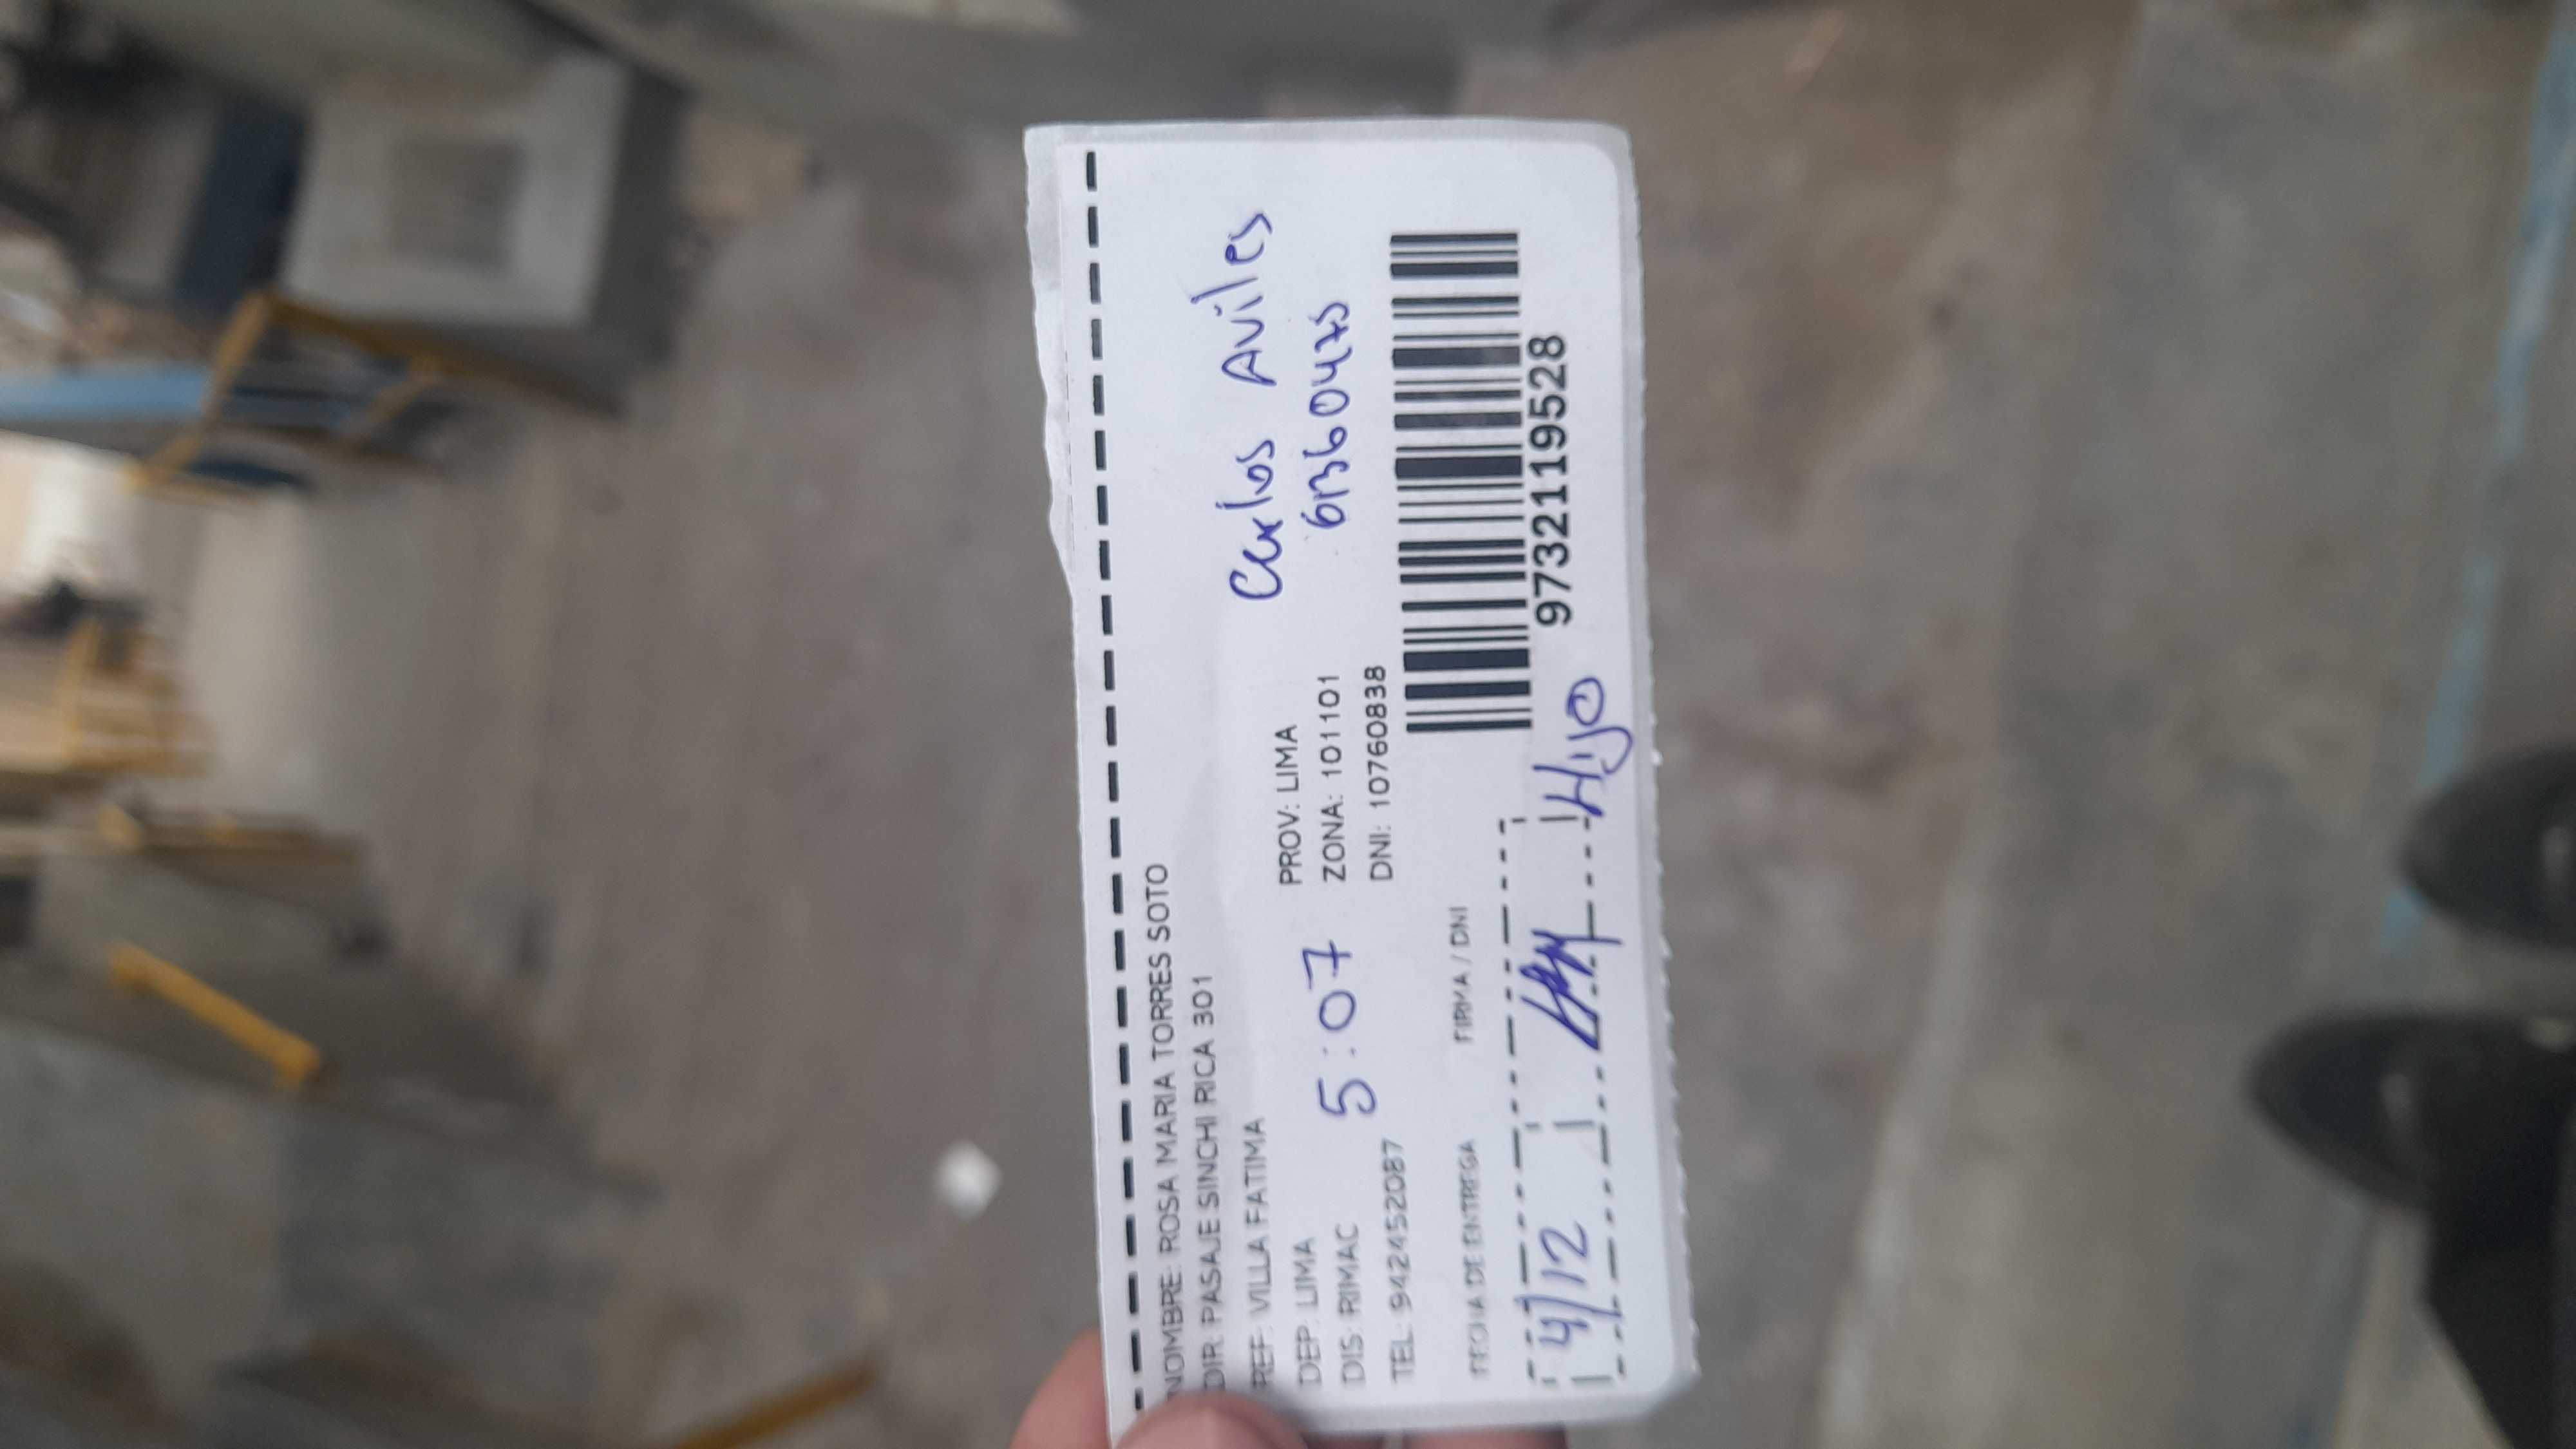 NOMBRE: ROSA MARIA TORRES SOTO
DIR: PASAJE SINCHI RICA 301
REF: VILLA FATIMA
Carlos Aviles
DEP: LIMA PROV: LIMA
5:07
DIS: RIMAC ZONA: 101101
TEL: 942452087 DNI: 10760838
FECHA DE ENTREGA FIRMA / DNI
4/12 Hijo
97321119528